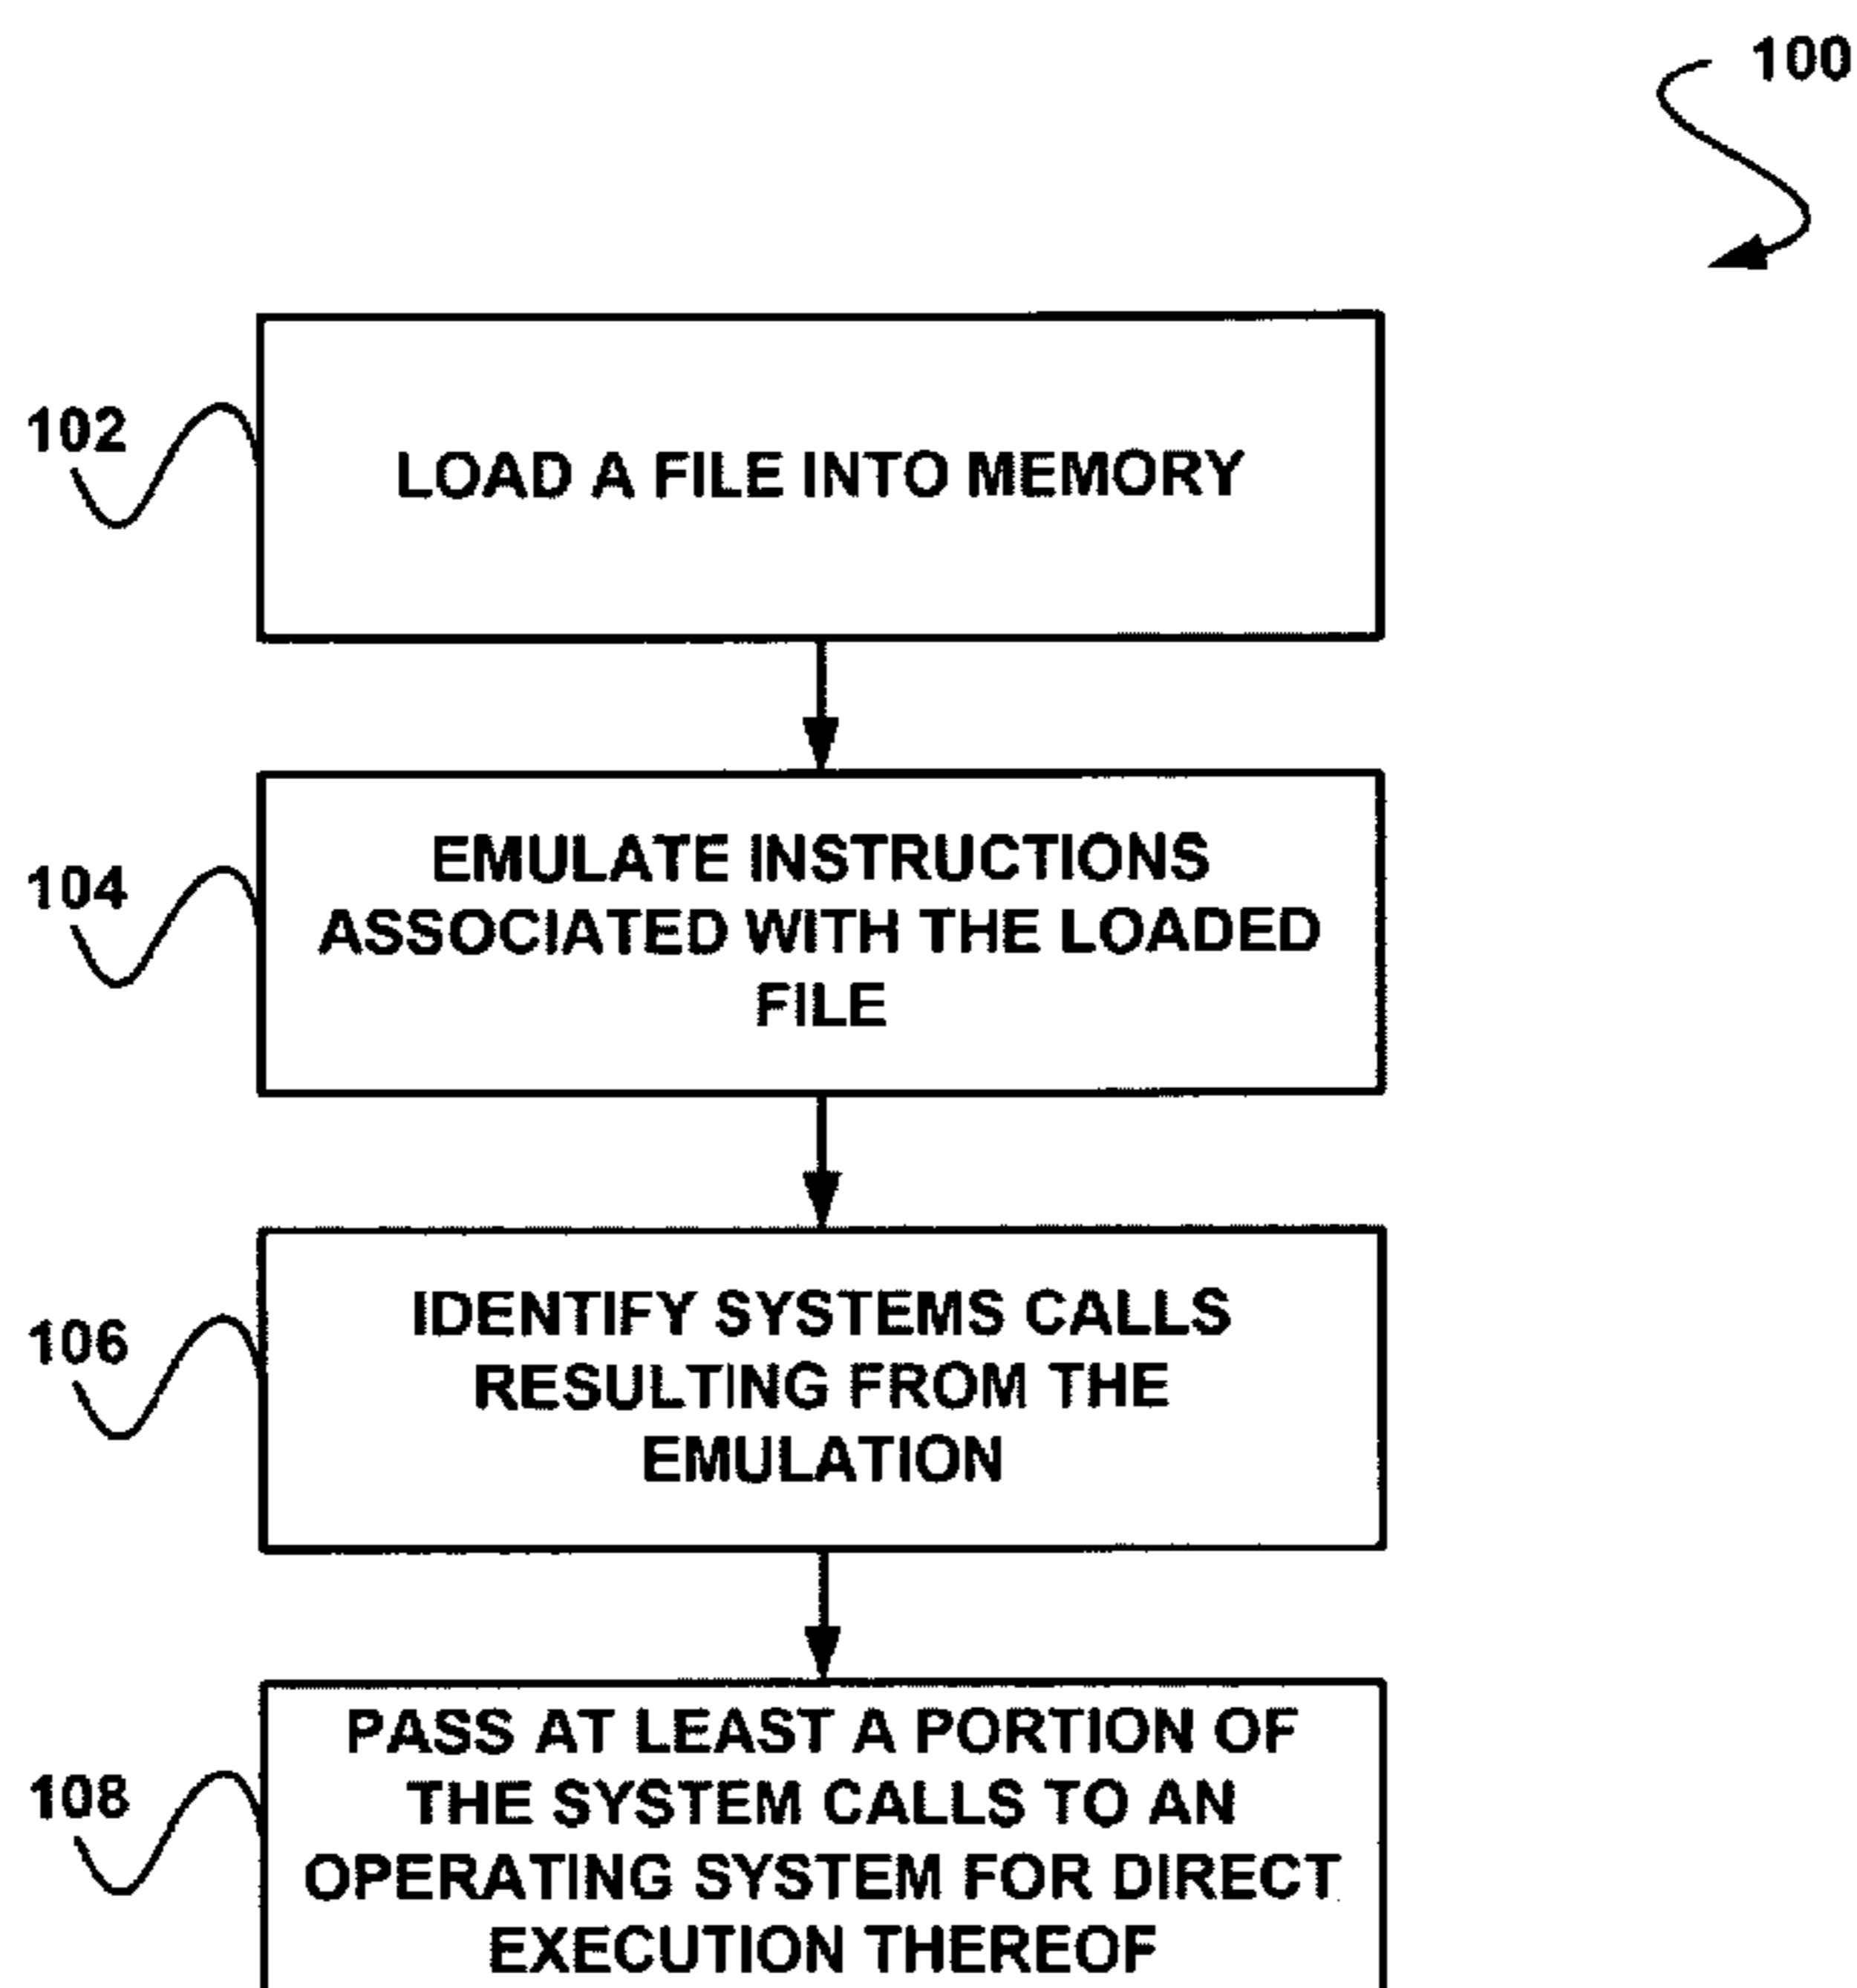 100
102
LOAD A FILE INTO MEMORY
104
EMULATE INSTRUCTIONS
ASSOCIATED WITH THE LOADED
FILE
106
IDENTIFY SYSTEMS CALLS
RESULTING FROM THE
EMULATION
108
PASS AT LEAST A PORTION OF
THE SYSTEM CALLS TO AN
OPERATING SYSTEM FOR DIRECT
EXECUTION THEREOF